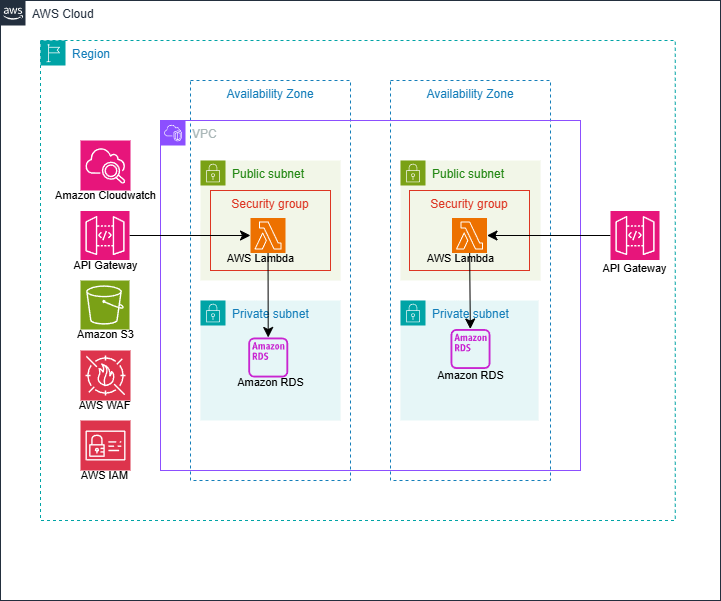 aws
AWS Cloud
Region
Availability Zone
Availability Zone
VPC
Amazon Cloudwatch
Public subnet
Public subnet
Security group
Security group
AWS Lambda
AWS Lambda
API Gateway
API Gateway
Amazon S3
Private subnet
Private subnet
Amazon
RDS
Amazon RDS
Amazon
RDS
Amazon RDS
AWS WAF
AWS IAM